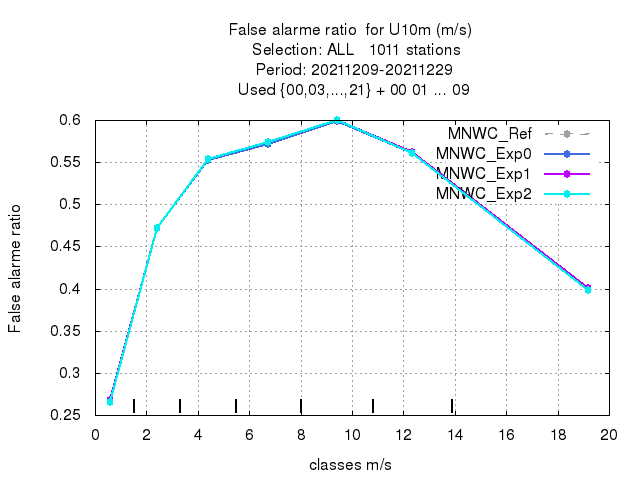 False alarme ratio  for U10m (m/s)
Selection: ALL   1011 stations
Period: 20211209-20211229
Used {00,03,...,21} + 00 01 ... 09
0.6
0.55
0.5
0.45
0.4
0.35
0.3
0.25
False alarme ratio
MNWC_Ref
MNWC_Exp0
MNWC_Exp1
MNWC_Exp2
0 2 4 6 8 10 12 14 16 18 20
classes m/s